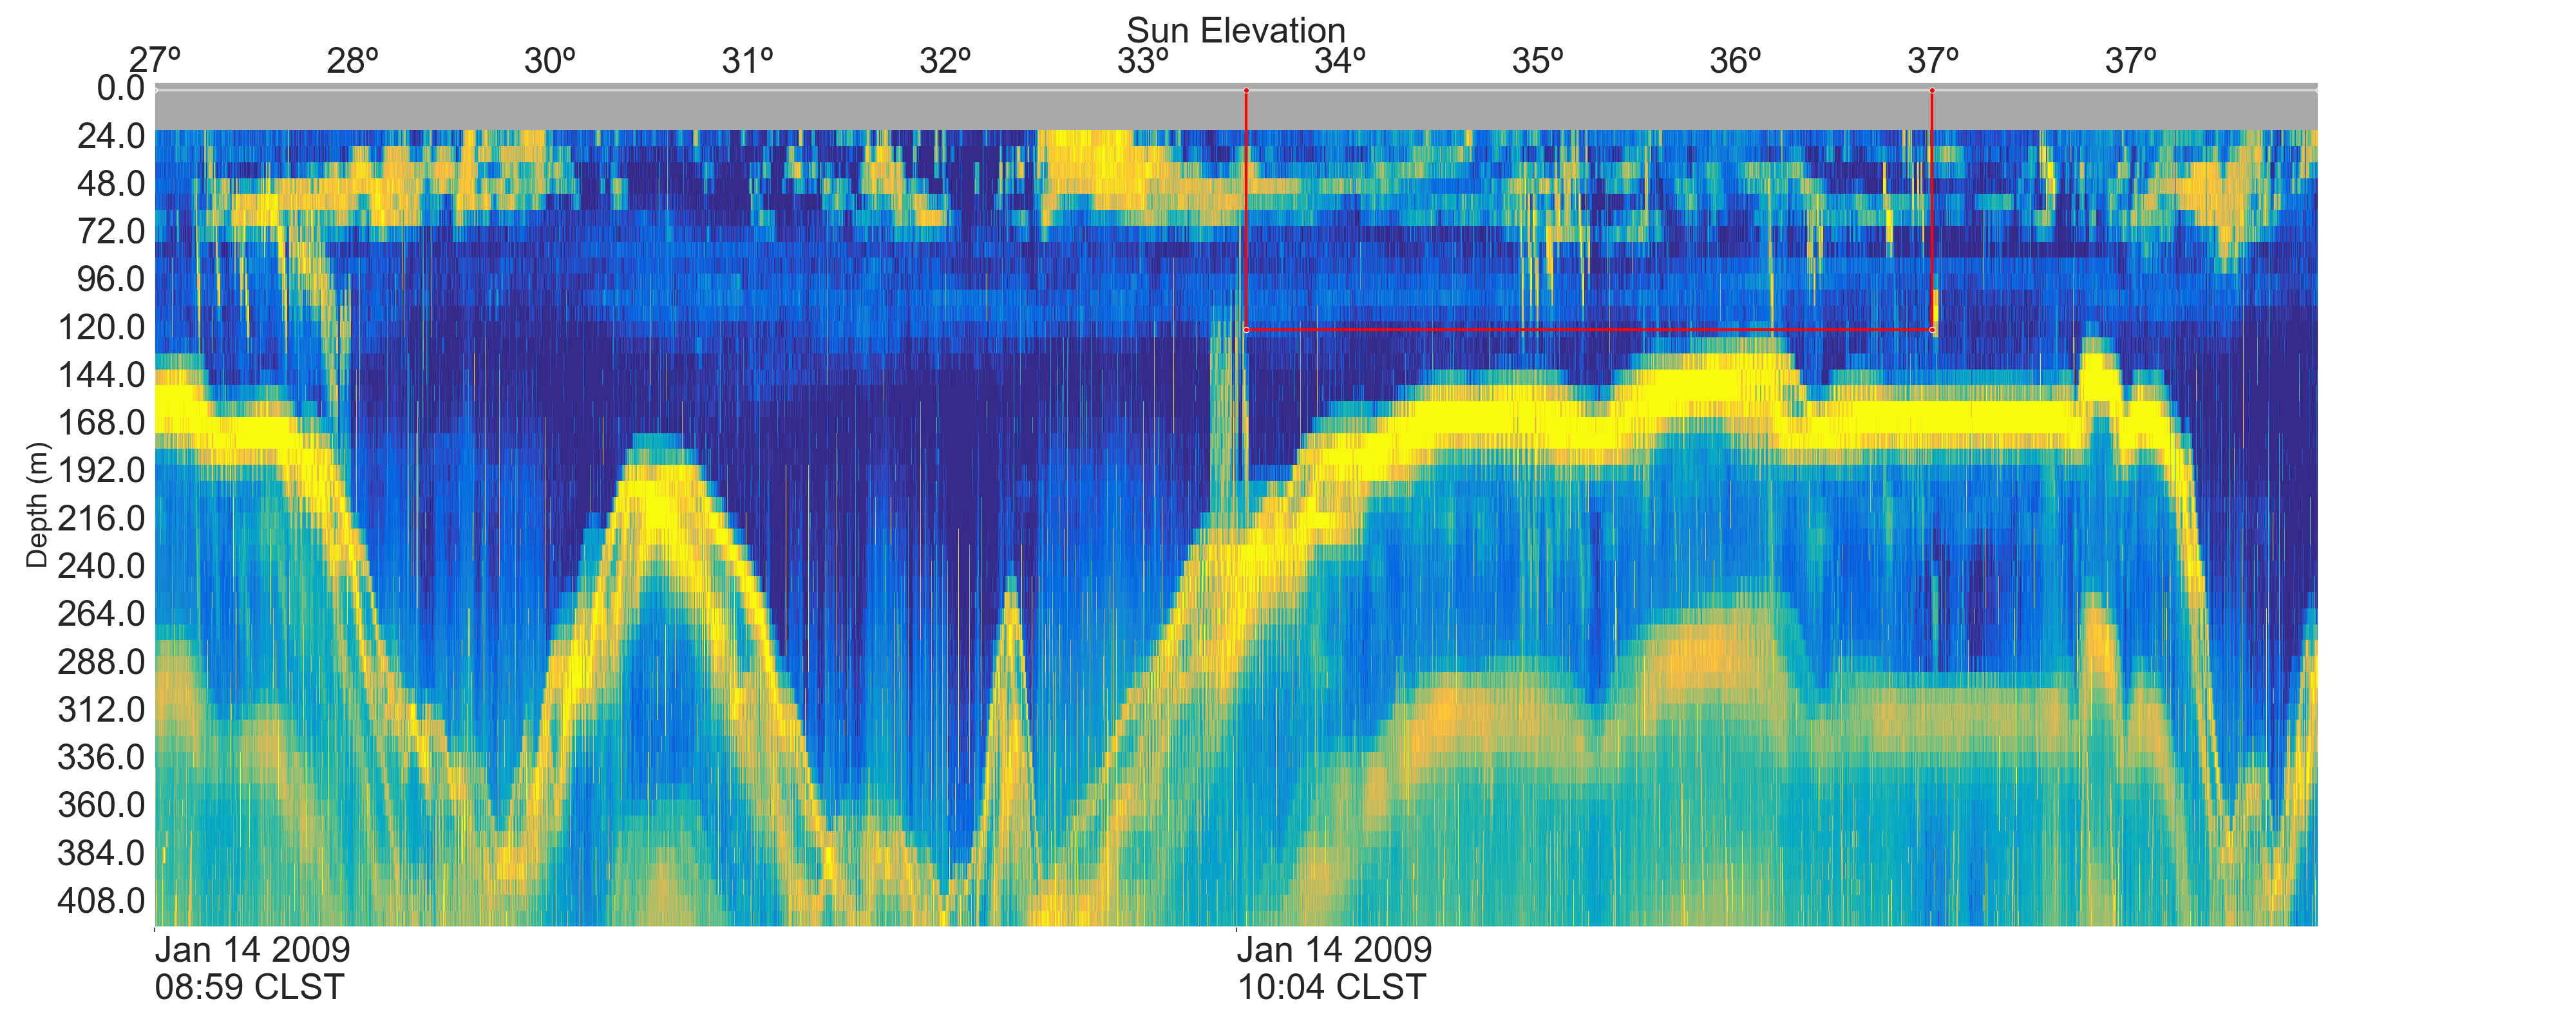 Sun Elevation
27º 28º 30º 31º 32º 33º 34º 35º 36º 37º 37º
0.0
24.0
48.0
72.0
96.0
120.0
144.0
168.0
192.0
216.0
240.0
264.0
288.0
312.0
336.0
360.0
384.0
408.0
Depth (m)
Jan 14 2009
08:59 CLST
Jan 14 2009
10:04 CLST